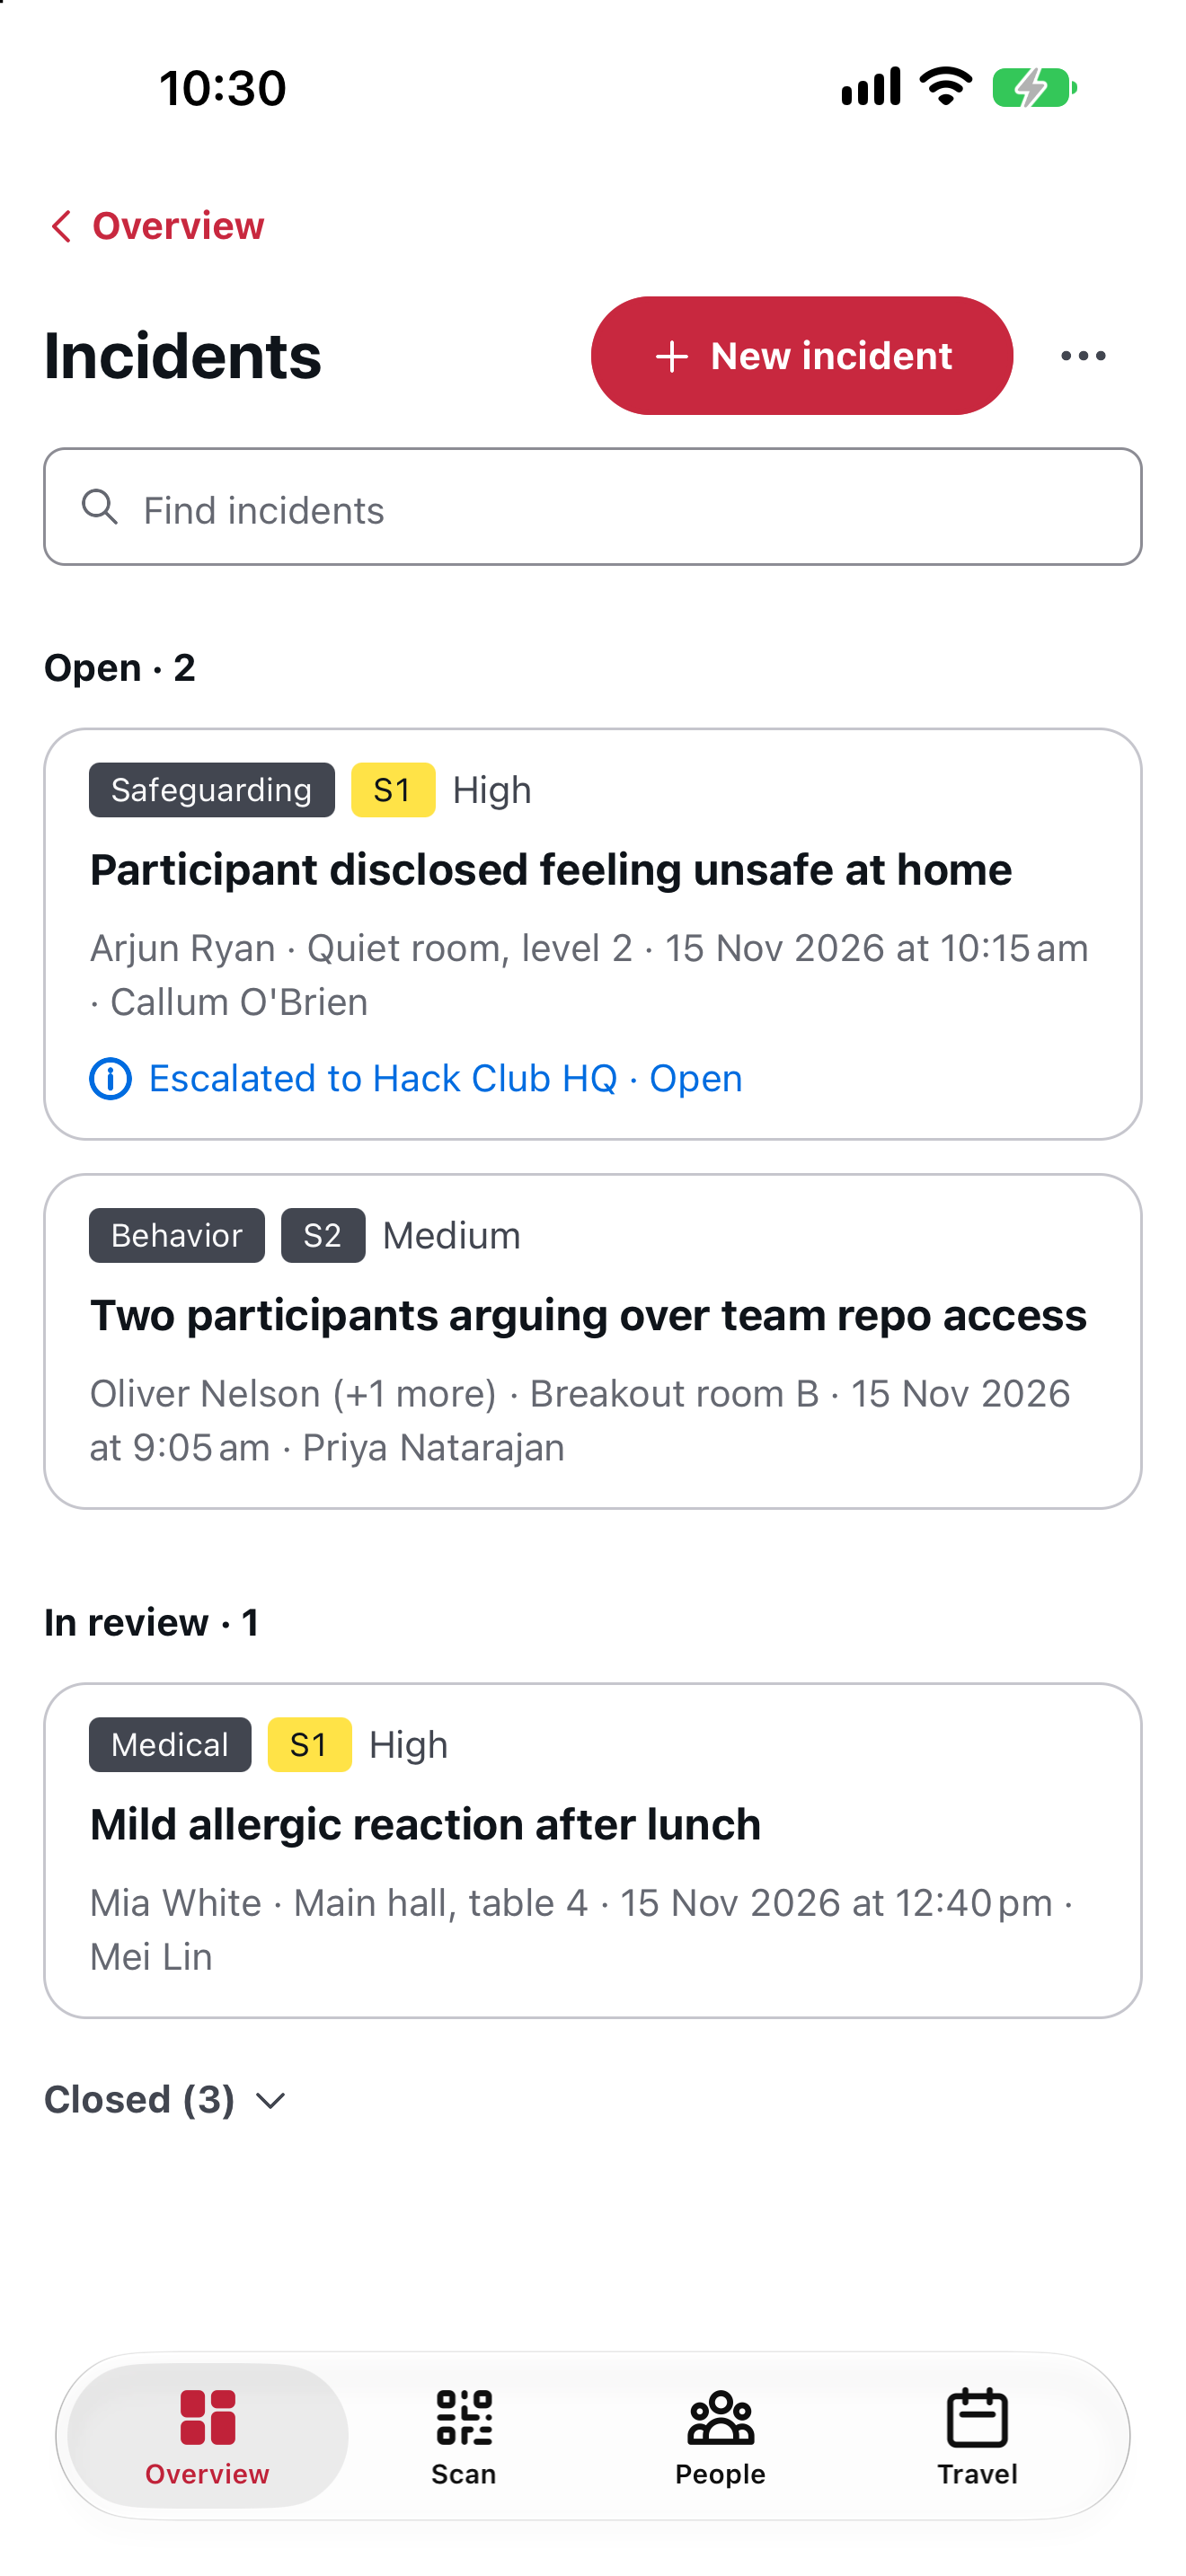 10:30
Overview
Incidents
New incident
Find incidents
Open · 2
Safeguarding S1 High
Participant disclosed feeling unsafe at home
Arjun Ryan · Quiet room, level 2 · 15 Nov 2026 at 10:15 am
· Callum O'Brien
Escalated to Hack Club HQ · Open
Behavior S2 Medium
Two participants arguing over team repo access
Oliver Nelson (+1 more) · Breakout room B · 15 Nov 2026
at 9:05 am · Priya Natarajan
In review · 1
Medical S1 High
Mild allergic reaction after lunch
Mia White · Main hall, table 4 · 15 Nov 2026 at 12:40 pm ·
Mei Lin
Closed (3)
Overview Scan People Travel